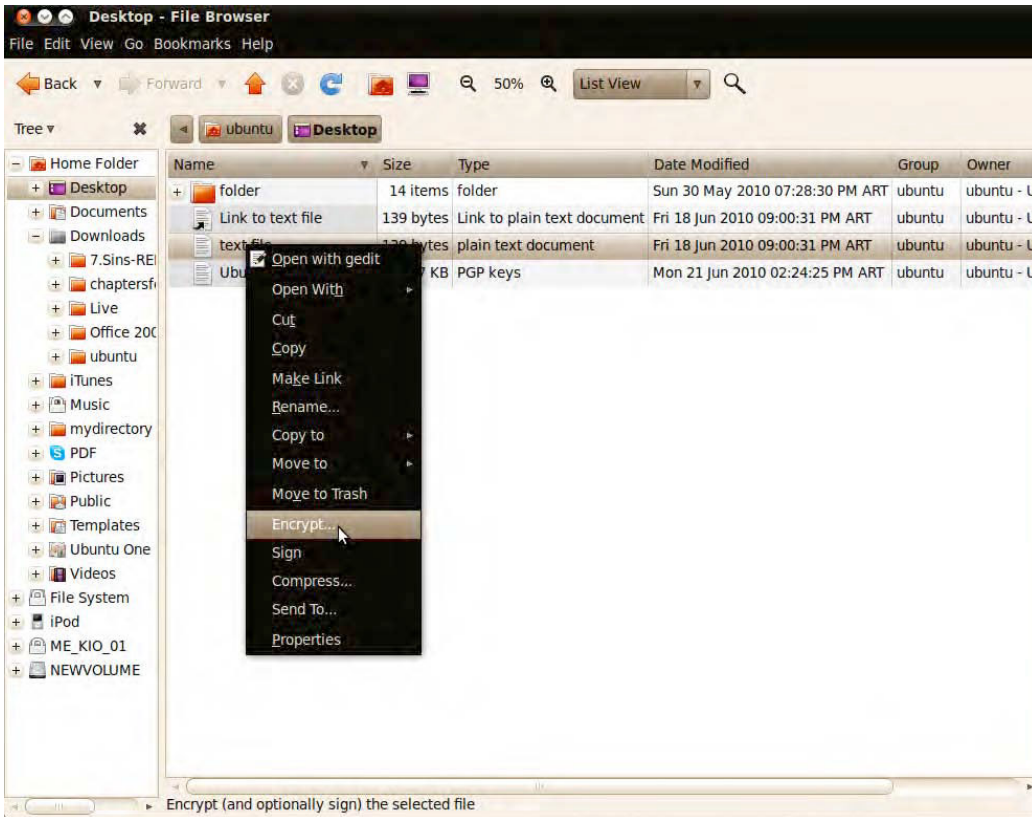 Desktop - File Browser
File Edit View Go Bookmarks Help
Back Forward 50% List View
Tree ubuntu Desktop
Name Size Type Date Modified Group Owner
folder 14 items folder Sun 30 May 2010 07:28:30 PM ART ubuntu ubuntu -
Link to text file 139 bytes Link to plain text document Fri 18 Jun 2010 09:00:31 PM ART ubuntu ubuntu -
text file bytes plain text document Fri 18 Jun 2010 09:00:31 PM ART ubuntu ubuntu -
Ubu KB PGP keys Mon 21 Jun 2010 02:24:25 PM ART ubuntu ubuntu -
Home Folder
Desktop
Documents
Downloads
7.Sins-REI
chaptersf
Live
Office 200
ubuntu
iTunes
Music
mydirectory
PDF
Pictures
Public
Templates
Ubuntu One
Videos
File System
iPod
ME_KIO_01
NEWVOLUME
Open with gedit
Open With
Cut
Copy
Make Link
Rename...
Copy to
Move to
Move to Trash
Encrypt...
Sign
Compress...
Send To...
Properties
Encrypt (and optionally sign) the selected file